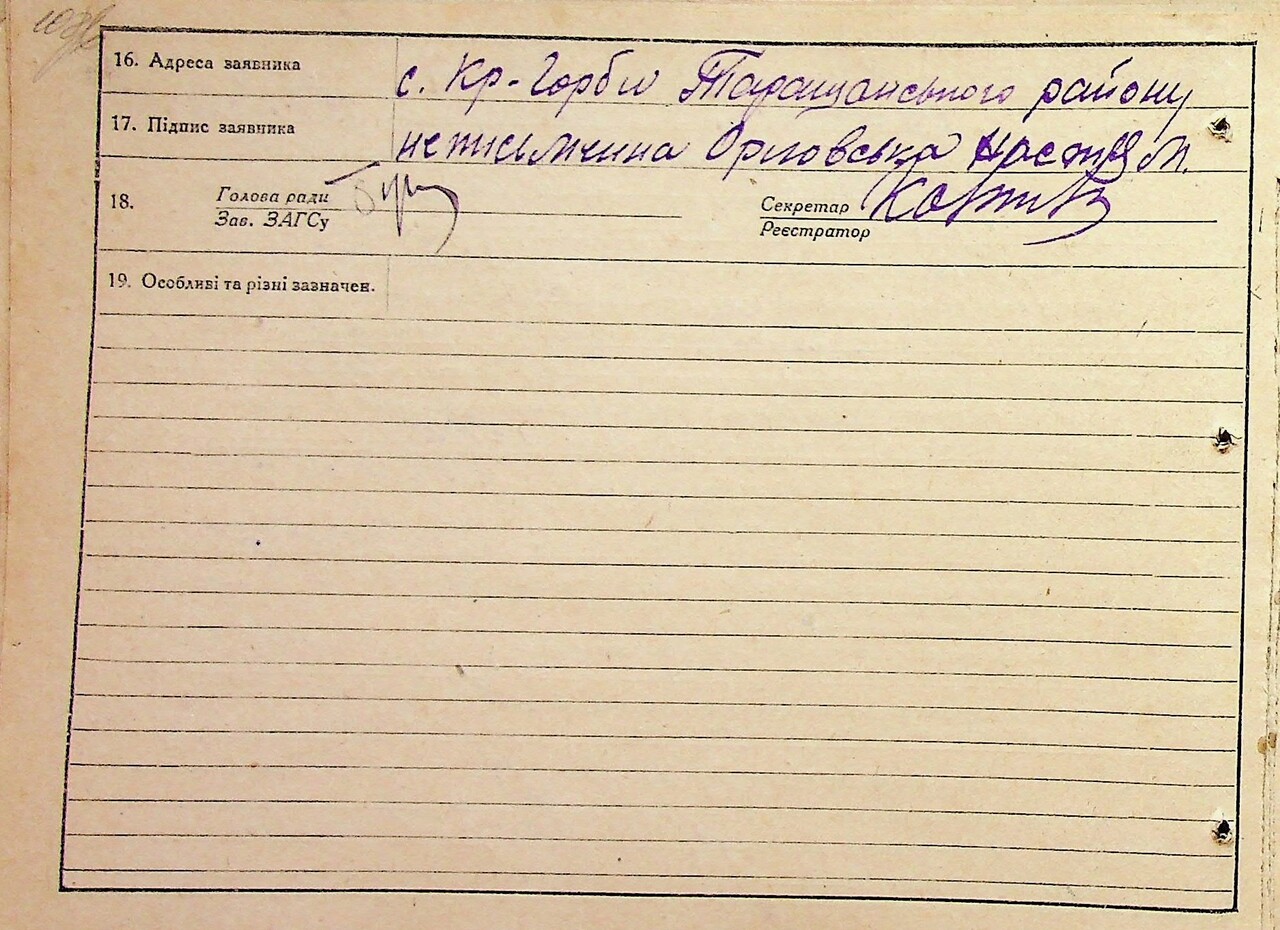 16. Адреса заявника с. Кр-Горби Таращанського району
17. Підпис заявника неписьменна Орловська Настя М.
18. Голова ради Секретар
Зав. ЗАГСу Реєстратор
19. Особливі та різні зазначен.